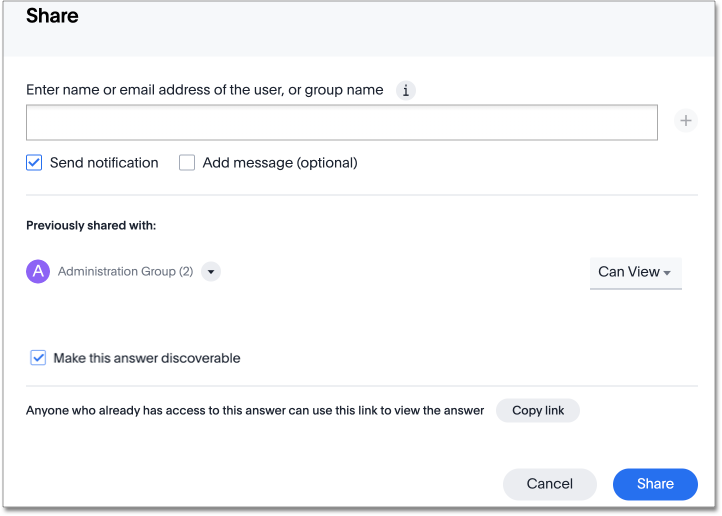 Share
Enter name or email address of the user, or group name i
+
Send notification Add message (optional)
Previously shared with:
A Administration Group (2) Can View
Make this answer discoverable
Anyone who already has access to this answer can use this link to view the answer Copy link
Cancel Share